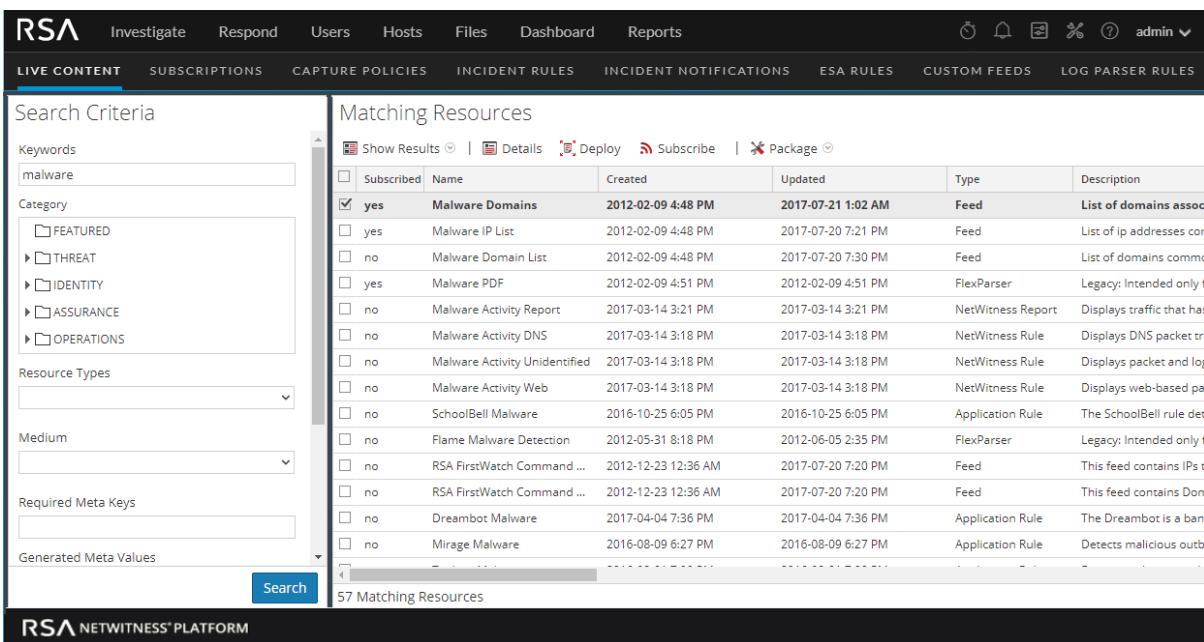 RSA Investigate Respond Users Hosts Files Dashboard Reports admin
LIVE CONTENT SUBSCRIPTIONS CAPTURE POLICIES INCIDENT RULES INCIDENT NOTIFICATIONS ESA RULES CUSTOM FEEDS LOG PARSER RULES
Search Criteria
Keywords
malware
Category
FEATURED
THREAT
IDENTITY
ASSURANCE
OPERATIONS
Resource Types
Medium
Required Meta Keys
Generated Meta Values
Search
Matching Resources
Show Results | Details Deploy Subscribe | Package
Subscribed Name Created Updated Type Description
yes Malware Domains 2012-02-09 4:48 PM 2017-07-21 1:02 AM Feed List of domains assoc
yes Malware IP List 2012-02-09 4:48 PM 2017-07-20 7:21 PM Feed List of ip addresses cor
no Malware Domain List 2012-02-09 4:48 PM 2017-07-20 7:30 PM Feed List of domains commo
yes Malware PDF 2012-02-09 4:51 PM 2012-02-09 4:51 PM FlexParser Legacy: Intended only
no Malware Activity Report 2017-03-14 3:21 PM 2017-03-14 3:21 PM NetWitness Report Displays traffic that has
no Malware Activity DNS 2017-03-14 3:18 PM 2017-03-14 3:18 PM NetWitness Rule Displays DNS packet tr
no Malware Activity Unidentified 2017-03-14 3:18 PM 2017-03-14 3:18 PM NetWitness Rule Displays packet and log
no Malware Activity Web 2017-03-14 3:18 PM 2017-03-14 3:18 PM NetWitness Rule Displays web-based pa
no SchoolBell Malware 2016-10-25 6:05 PM 2016-10-25 6:05 PM Application Rule The SchoolBell rule det
no Flame Malware Detection 2012-05-31 8:18 PM 2012-06-05 2:35 PM FlexParser Legacy: Intended only
no RSA FirstWatch Command ... 2012-12-23 12:36 AM 2017-07-20 7:20 PM Feed This feed contains IPs t
no RSA FirstWatch Command ... 2012-12-23 12:36 AM 2017-07-20 7:20 PM Feed This feed contains Don
no Dreambot Malware 2017-04-04 7:36 PM 2017-04-04 7:36 PM Application Rule The Dreambot is a ban
no Mirage Malware 2016-08-09 6:27 PM 2016-08-09 6:27 PM Application Rule Detects malicious outb
57 Matching Resources
RSA NETWITNESS® PLATFORM